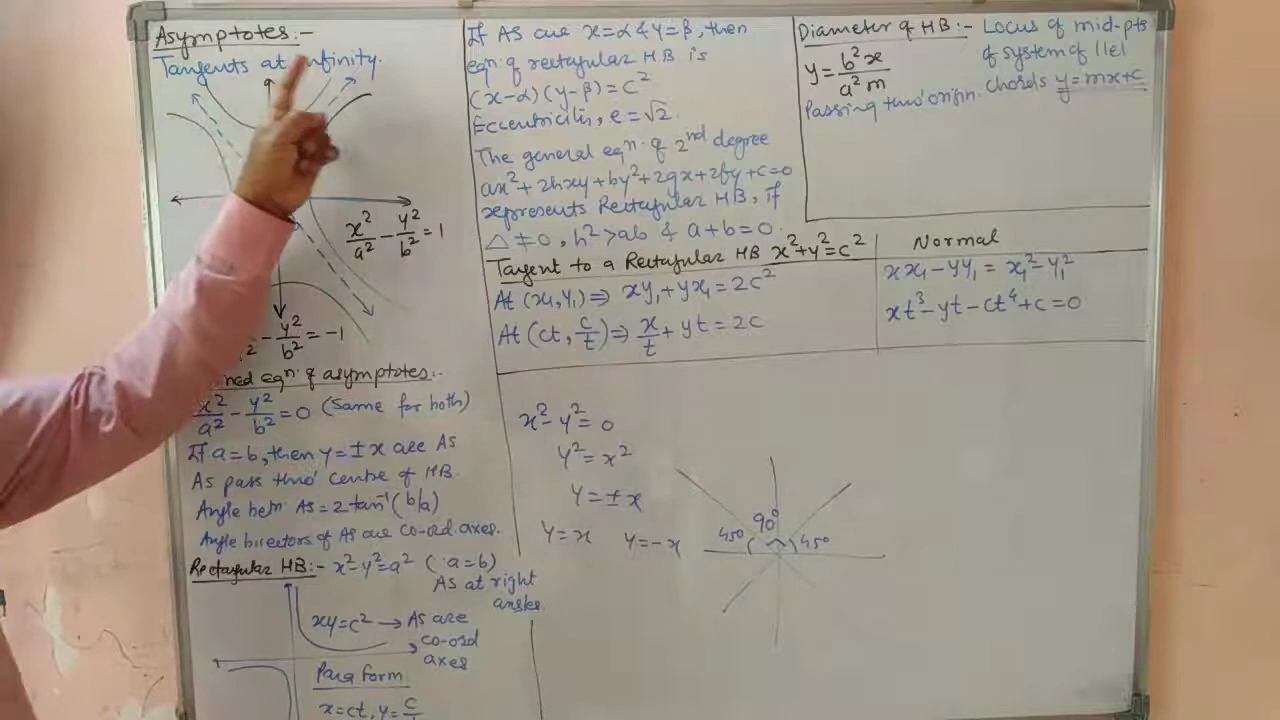 Asymptotes:-
Tangents at infinity.
x²/a² - y²/b² = 1
- y²/b² = -1
ned eqn. of asymptotes:-
x²/a² - y²/b² = 0 (Same for both)
If a = b, then y = ± x are As
As pass thro' centre of HB.
Angle betn. As = 2 tan⁻¹ (b/a)
Angle bisectors of As are co-ord. axes.
Rectangular HB:- x² - y² = a² (∵ a = b)
As at right
angles.
xy = c² → As are
co-ord
axes
Para form
x = ct, y = c/t
If As are x = α & y = β, then
eqn. of rectangular HB is
(x-α) (y-β) = c²
Eccentricity, e = √2.
The general eqn. of 2nd degree
ax² + 2hxy + by² + 2gx + 2fy + c = 0
represents Rectangular HB, if
Δ ≠ 0, h² > ab & a + b = 0.
Diameter of HB:- Locus of mid-pts
of system of llel
chords y = mx + c
y = b²x/a²m
Passing thro' origin.
Tangent to a Rectangular HB x² + y² = c²
At (x₁, y₁) ⇒ xy₁ + yx₁ = 2c²
At (ct, c/t) ⇒ x/t + yt = 2c
Normal
xx₁ - yy₁ = x₁² - y₁²
xt³ - yt - ct⁴ + c = 0
x² - y² = 0
y² = x²
y = ± x
y = x y = -x
45° 90° 45°